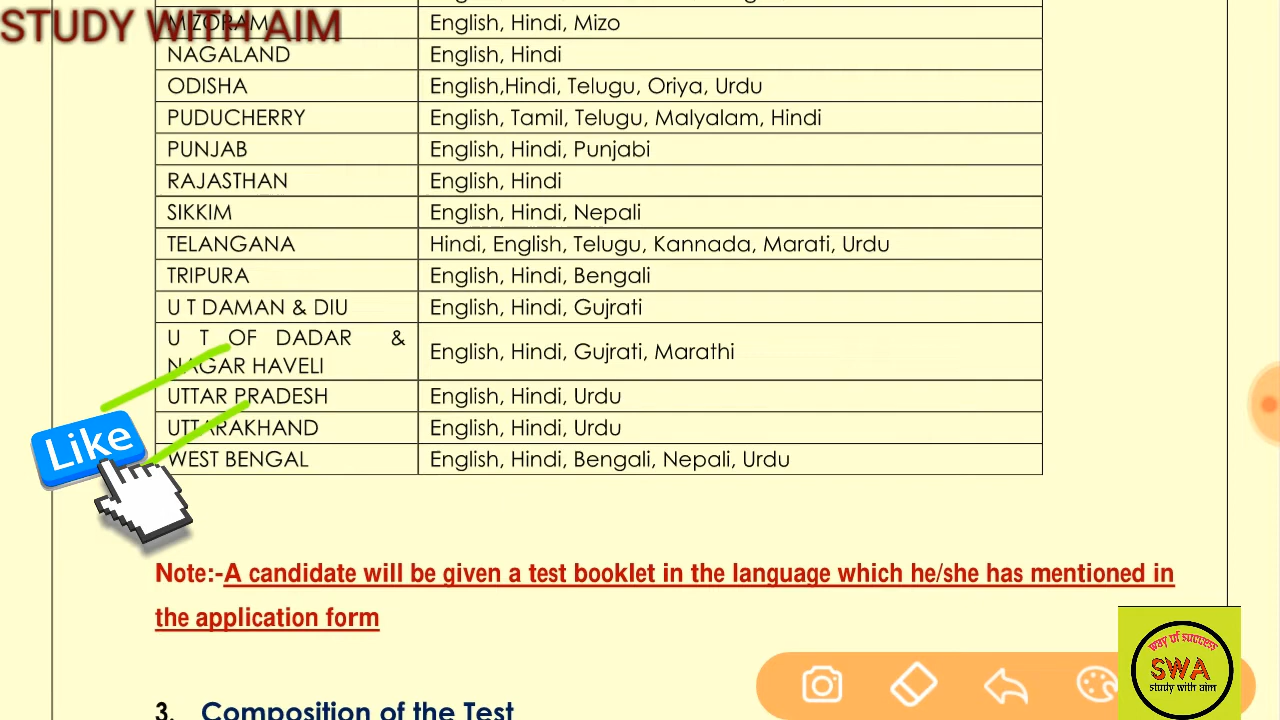 STUDY WITH AIM
MIZORAM English, Hindi, Mizo
NAGALAND English, Hindi
ODISHA English,Hindi, Telugu, Oriya, Urdu
PUDUCHERRY English, Tamil, Telugu, Malyalam, Hindi
PUNJAB English, Hindi, Punjabi
RAJASTHAN English, Hindi
SIKKIM English, Hindi, Nepali
TELANGANA Hindi, English, Telugu, Kannada, Marati, Urdu
TRIPURA English, Hindi, Bengali
U T DAMAN & DIU English, Hindi, Gujrati
U T OF DADAR &
NAGAR HAVELI English, Hindi, Gujrati, Marathi
UTTAR PRADESH English, Hindi, Urdu
UTTARAKHAND English, Hindi, Urdu
WEST BENGAL English, Hindi, Bengali, Nepali, Urdu
Like
Note:-A candidate will be given a test booklet in the language which he/she has mentioned in
the application form
3. Composition of the Test
way of success
SWA
study with aim